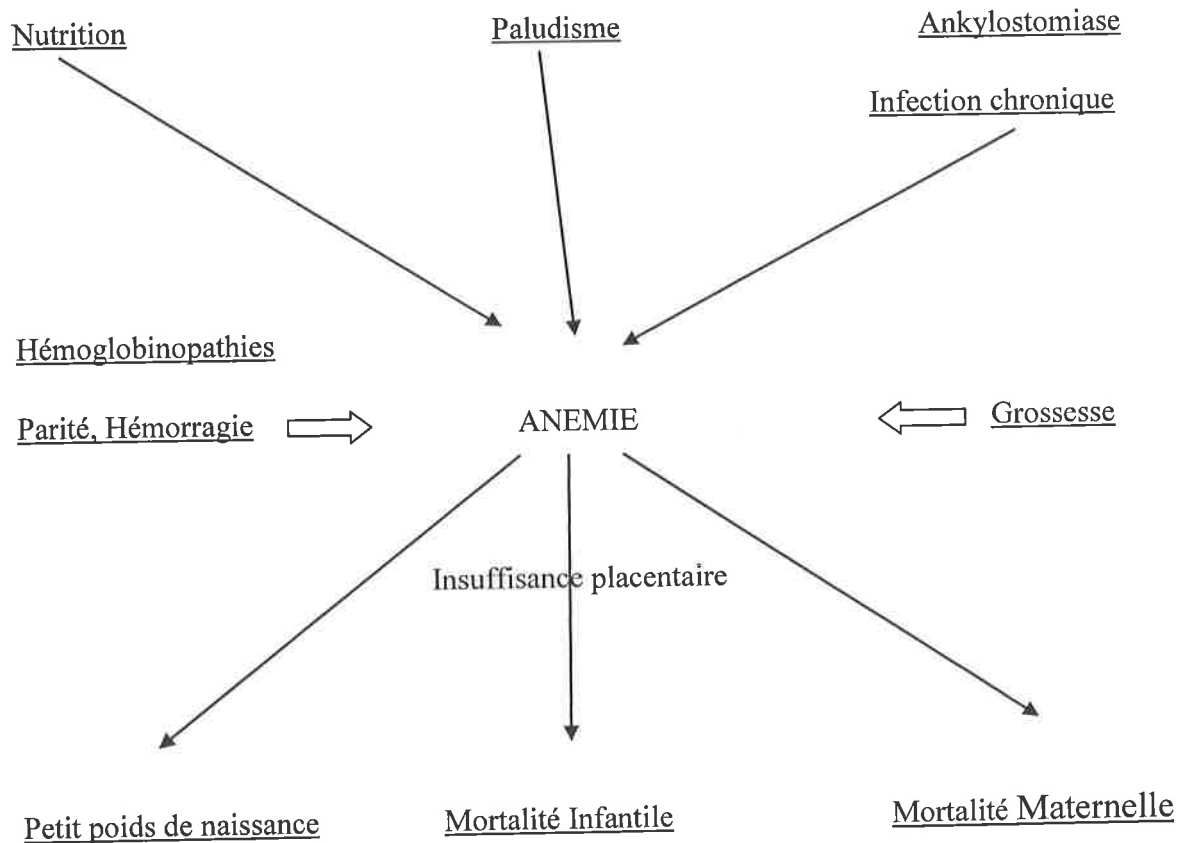 Nutrition
Paludisme
Ankylostomiase
Infection chronique
Hémoglobinopathies
Parité, Hémorragie
ANEMIE
Grossesse
Insuffisance placentaire
Petit poids de naissance
Mortalité Infantile
Mortalité Maternelle